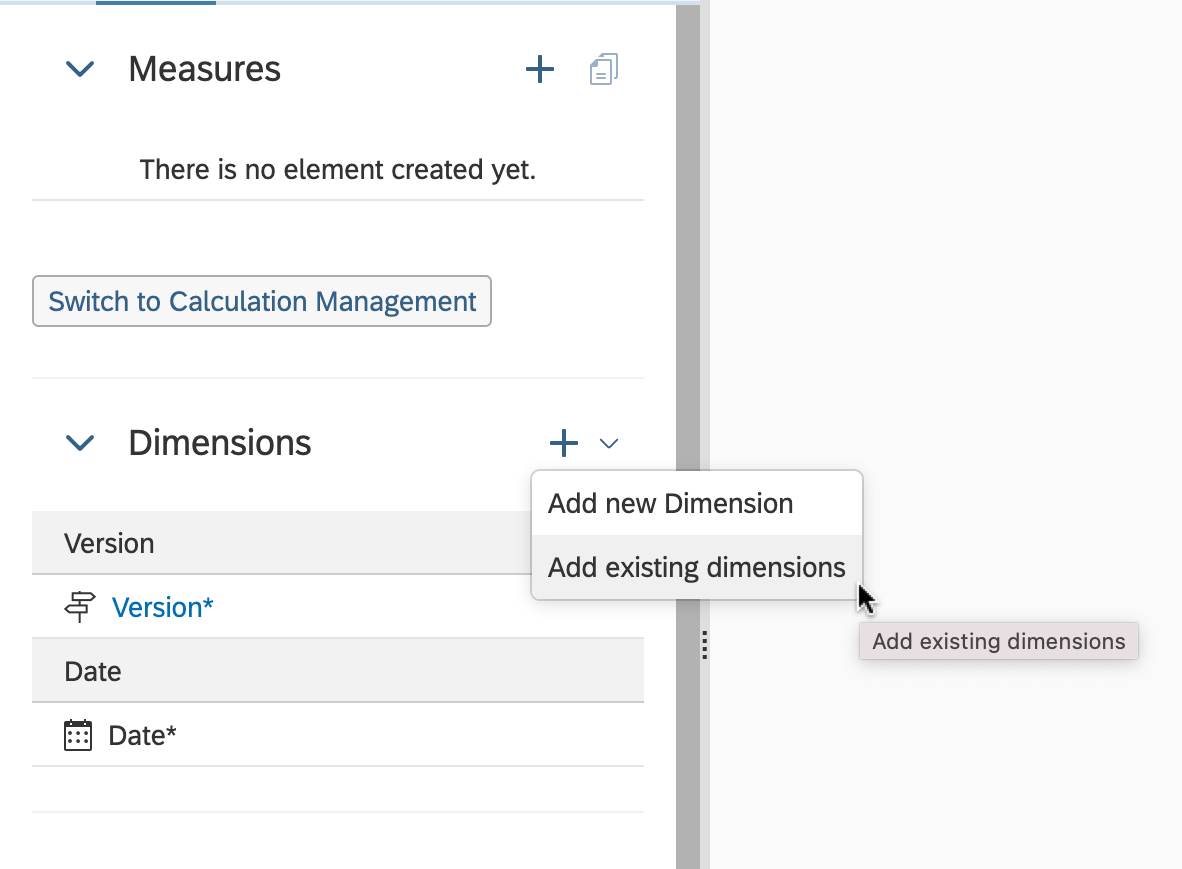 Measures
There is no element created yet.
Switch to Calculation Management
Dimensions
Add new Dimension
Add existing dimensions
Version
Version*
Add existing dimensions
Date
Date*